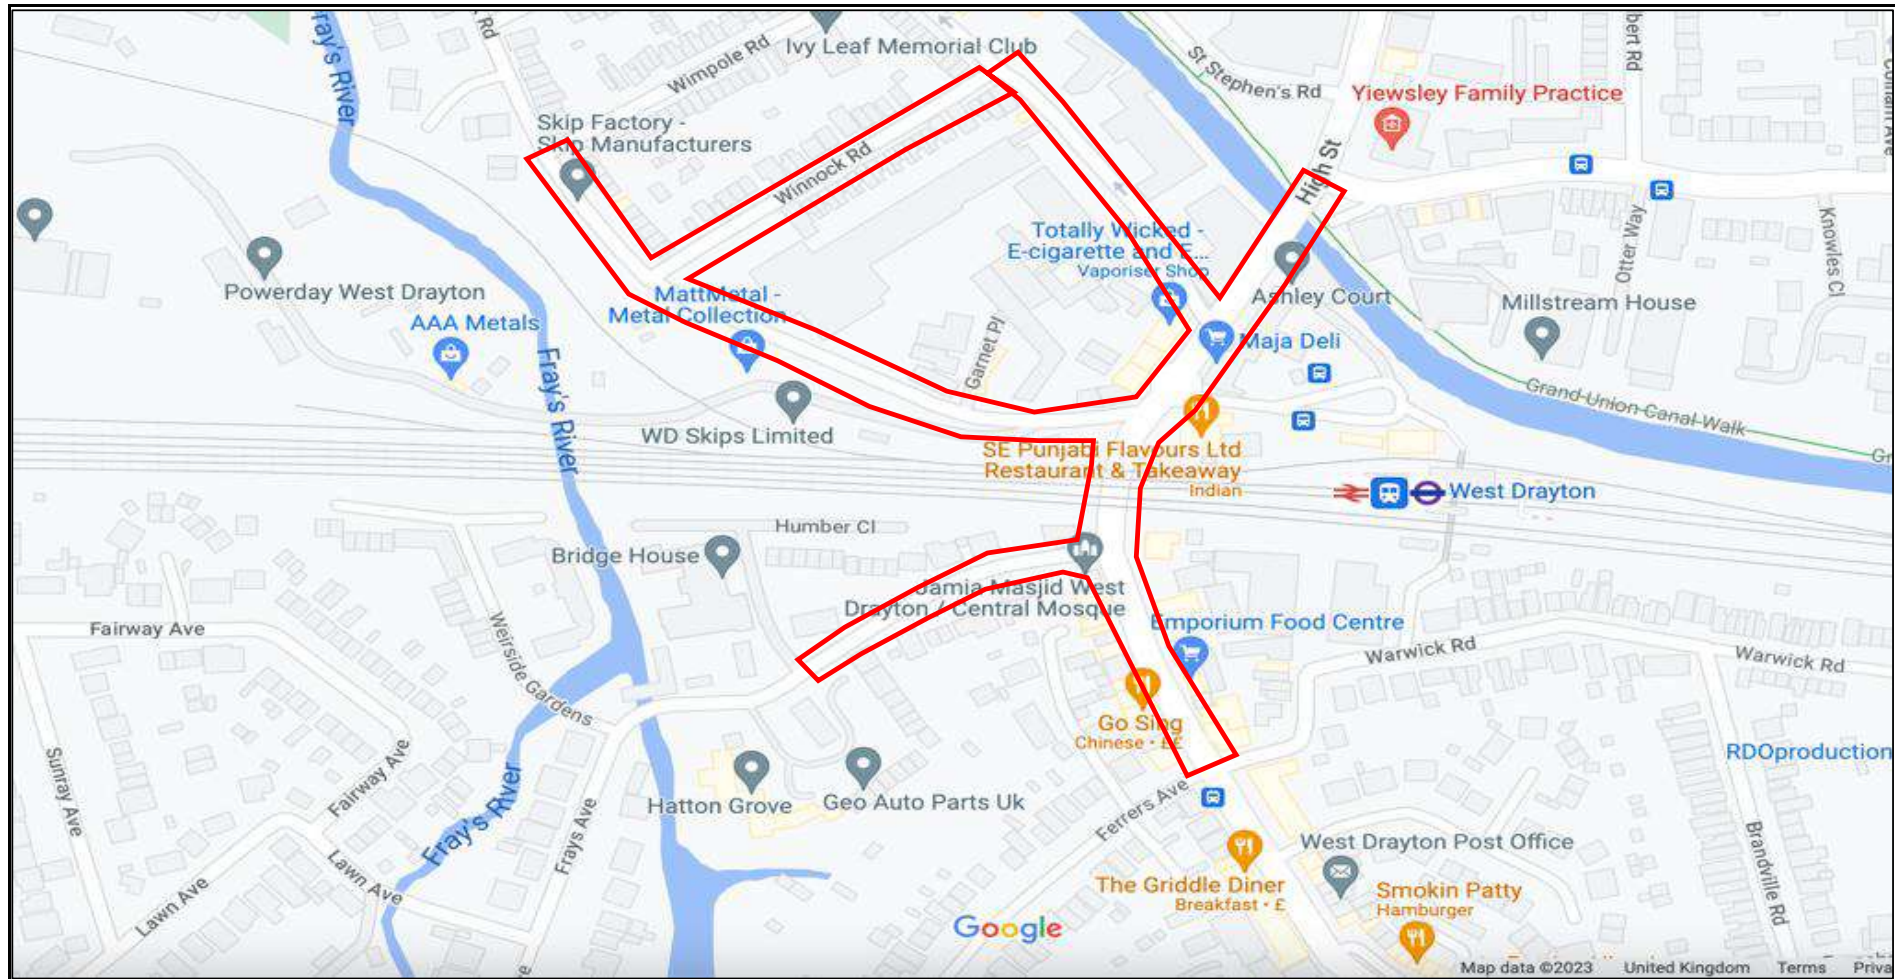 Fray's River
Rd
Wimpole Rd
Ivy Leaf Memorial Club
St Stephen's Rd
Yiewsley Family Practice
bert Rd
Skip Factory -
Skip Manufacturers
Winnock Rd
High St
Totally Wicked -
E-cigarette and E...
Vaporiser Shop
Otter Way
Knowles Cl
Powerday West Drayton
MattMetal -
Metal Collection
Ashley Court
Millstream House
AAA Metals
Maja Deli
Garnet Pl
Fray's River
Grand Union Canal Walk
Gr
WD Skips Limited
SE Punjabi Flavours Ltd
Restaurant & Takeaway
Indian
West Drayton
Humber Cl
Bridge House
Jamia Masjid West
Drayton / Central Mosque
Fairway Ave
Weirside Gardens
Emporium Food Centre
Warwick Rd
Warwick Rd
Go Sing
Chinese • ££
RDOproduction
Sunray Ave
Fairway Ave
Fray's River
Hatton Grove
Geo Auto Parts Uk
Ferrers Ave
Frays Ave
West Drayton Post Office
Brandville Rd
Lawn Ave
Lawn Ave
The Griddle Diner
Breakfast • £
Smokin Patty
Hamburger
Google
Map data ©2023
United Kingdom
Terms
Priva